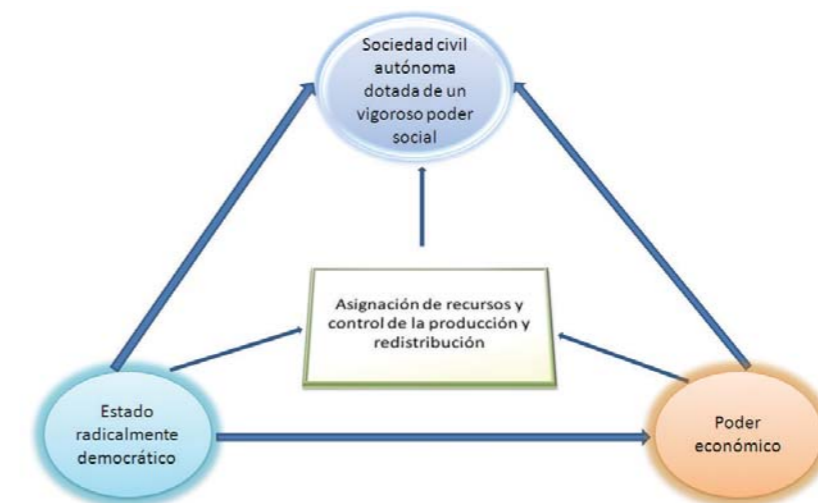 Sociedad civil
autónoma
dotada de un
vigoroso poder
social
Asignación de recursos y
control de la producción y
redistribución
Estado
radicalmente
democrático
Poder
económico